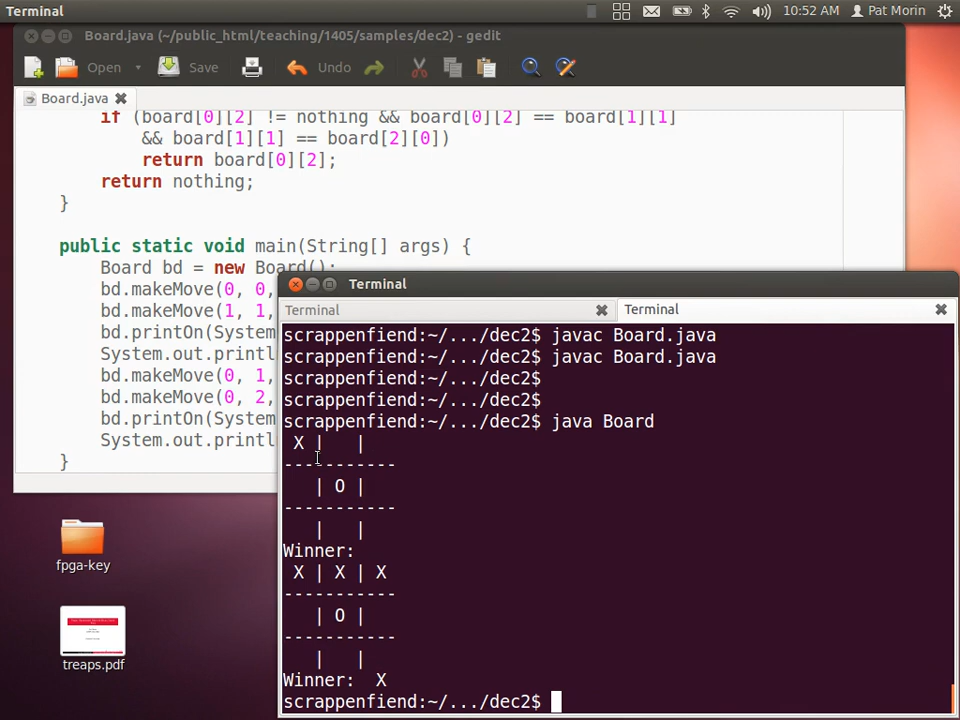 Terminal
10:52 AM
Pat Morin
Board.java (~/public_html/teaching/1405/samples/dec2) - gedit
Open
Save
Undo
Board.java
if (board[0][2] != nothing && board[0][2] == board[1][1]
&& board[1][1] == board[2][0])
return board[0][2];
return nothing;
}
public static void main(String[] args) {
Board bd = new Board();
bd.makeMove(0, 0,
bd.makeMove(1, 1,
bd.printOn(System
System.out.printl
bd.makeMove(0, 1,
bd.makeMove(0, 2,
bd.printOn(System
System.out.printl
}
Terminal
Terminal
Terminal
scrappenfiend:~/.../dec2$ javac Board.java
scrappenfiend:~/.../dec2$ javac Board.java
scrappenfiend:~/.../dec2$
scrappenfiend:~/.../dec2$
scrappenfiend:~/.../dec2$ java Board
X |   |
-----------
  | O |
-----------
  |   |
Winner:
X | X | X
-----------
  | O |
-----------
  |   |
Winner:  X
scrappenfiend:~/.../dec2$
fpga-key
treaps.pdf